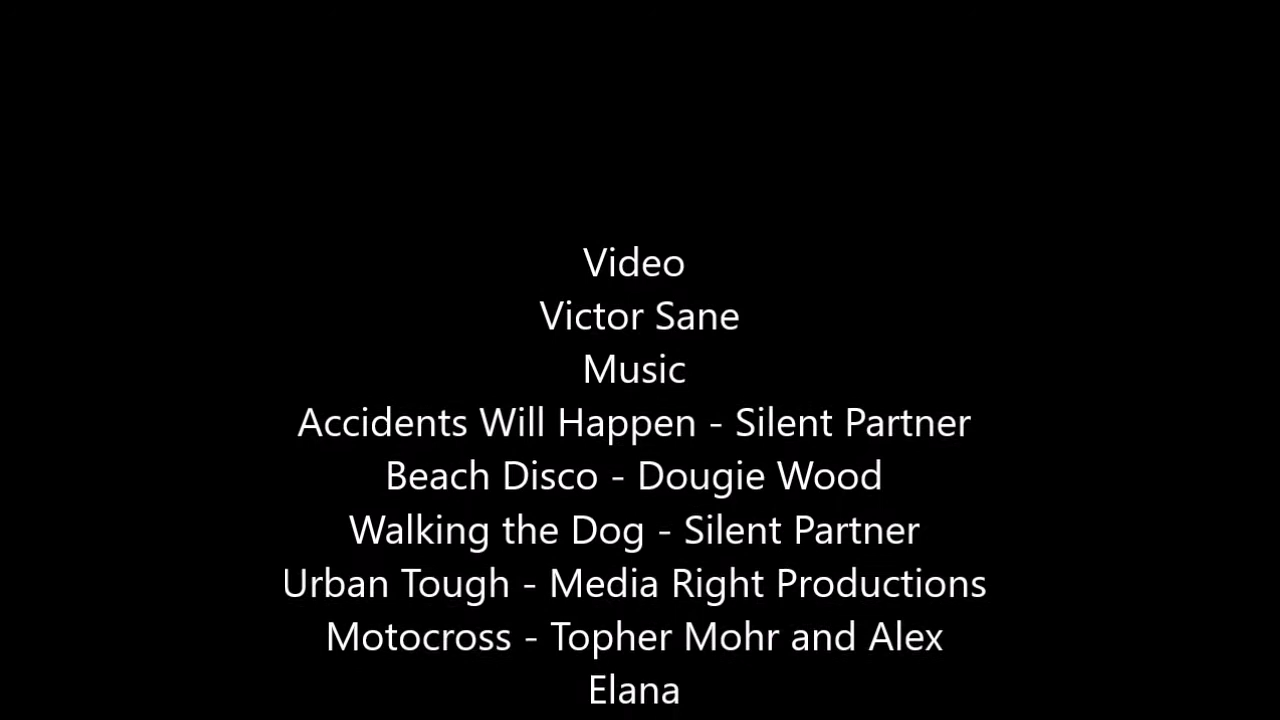 Video
Victor Sane
Music
Accidents Will Happen - Silent Partner
Beach Disco - Dougie Wood
Walking the Dog - Silent Partner
Urban Tough - Media Right Productions
Motocross - Topher Mohr and Alex
Elana